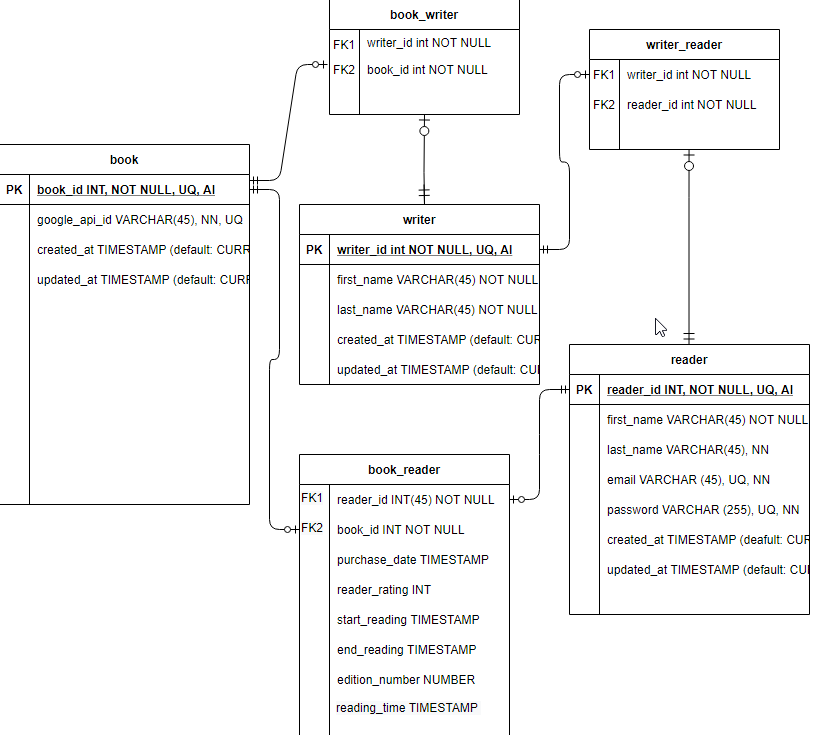 book_writer
FK1 writer_id int NOT NULL
FK2 book_id int NOT NULL
writer_reader
FK1 writer_id int NOT NULL
FK2 reader_id int NOT NULL
book
PK book_id INT, NOT NULL, UQ, AI
google_api_id VARCHAR(45), NN, UQ
created_at TIMESTAMP (default: CURR
updated_at TIMESTAMP (default: CURR
writer
PK writer_id int NOT NULL, UQ, AI
first_name VARCHAR(45) NOT NULL
last_name VARCHAR(45) NOT NULL
created_at TIMESTAMP (default: CUR
updated_at TIMESTAMP (default: CU
reader
PK reader_id INT, NOT NULL, UQ, AI
first_name VARCHAR(45) NOT NULL
last_name VARCHAR(45), NN
email VARCHAR (45), UQ, NN
password VARCHAR (255), UQ, NN
created_at TIMESTAMP (deafult: CUR
updated_at TIMESTAMP (default: CU
book_reader
FK1 reader_id INT(45) NOT NULL
FK2 book_id INT NOT NULL
purchase_date TIMESTAMP
reader_rating INT
start_reading TIMESTAMP
end_reading TIMESTAMP
edition_number NUMBER
reading_time TIMESTAMP